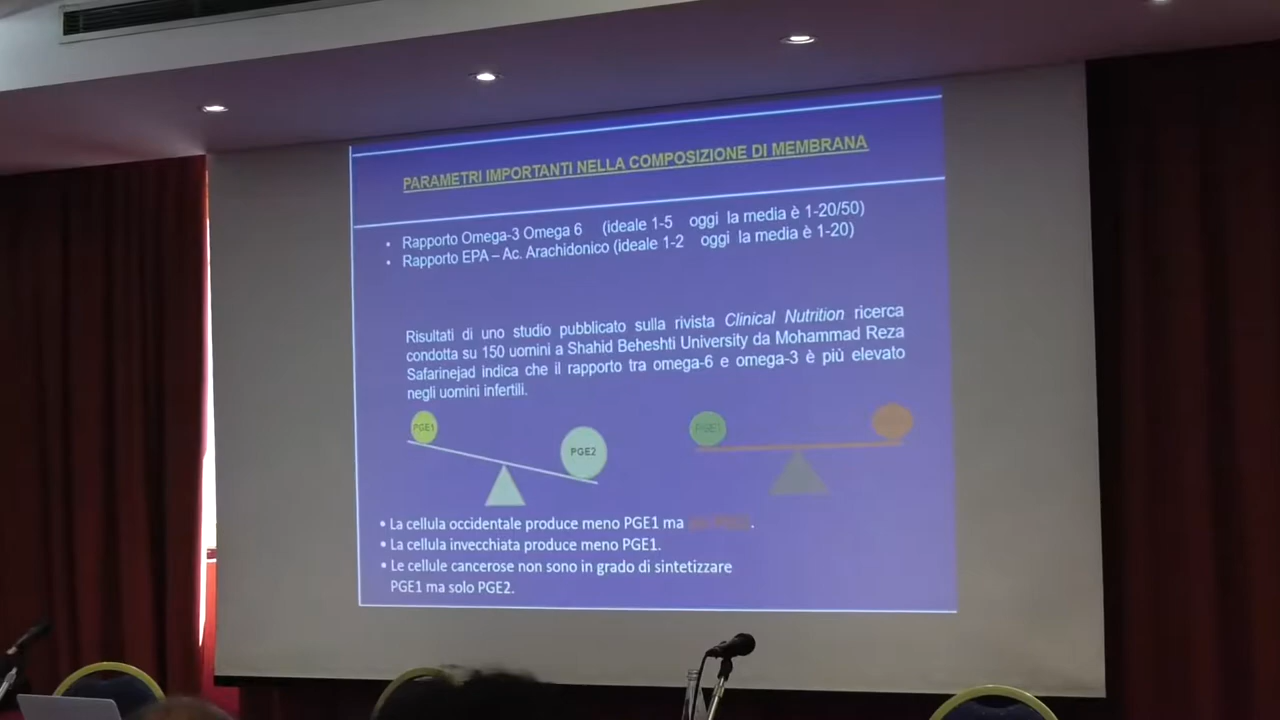 PARAMETRI IMPORTANTI NELLA COMPOSIZIONE DI MEMBRANA
• Rapporto Omega-3 Omega 6 (ideale 1-5 oggi la media è 1-20/50)
• Rapporto EPA – Ac. Arachidonico (ideale 1-2 oggi la media è 1-20)
Risultati di uno studio pubblicato sulla rivista Clinical Nutrition ricerca
condotta su 150 uomini a Shahid Beheshti University da Mohammad Reza
Safarinejad indica che il rapporto tra omega-6 e omega-3 è più elevato
negli uomini infertili.
PGE1
PGE2
• La cellula occidentale produce meno PGE1 ma .
• La cellula invecchiata produce meno PGE1.
• Le cellule cancerose non sono in grado di sintetizzare
PGE1 ma solo PGE2.